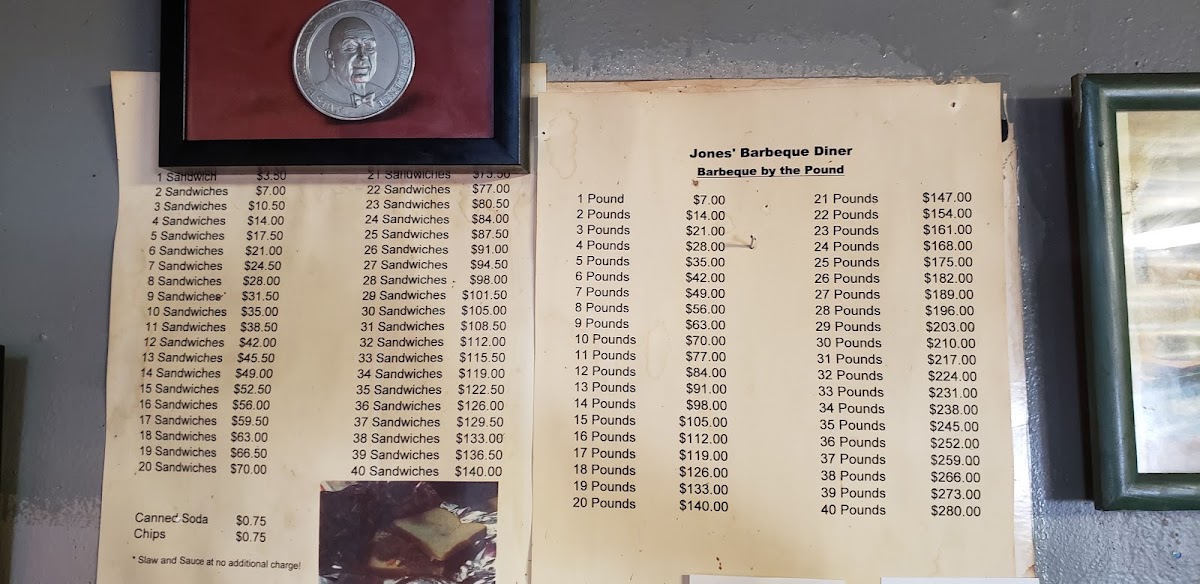 1 Sandwich $3.50 21 Sandwiches $73.50
2 Sandwiches $7.00 22 Sandwiches $77.00
3 Sandwiches $10.50 23 Sandwiches $80.50
4 Sandwiches $14.00 24 Sandwiches $84.00
5 Sandwiches $17.50 25 Sandwiches $87.50
6 Sandwiches $21.00 26 Sandwiches $91.00
7 Sandwiches $24.50 27 Sandwiches $94.50
8 Sandwiches $28.00 28 Sandwiches $98.00
9 Sandwiches $31.50 29 Sandwiches $101.50
10 Sandwiches $35.00 30 Sandwiches $105.00
11 Sandwiches $38.50 31 Sandwiches $108.50
12 Sandwiches $42.00 32 Sandwiches $112.00
13 Sandwiches $45.50 33 Sandwiches $115.50
14 Sandwiches $49.00 34 Sandwiches $119.00
15 Sandwiches $52.50 35 Sandwiches $122.50
16 Sandwiches $56.00 36 Sandwiches $126.00
17 Sandwiches $59.50 37 Sandwiches $129.50
18 Sandwiches $63.00 38 Sandwiches $133.00
19 Sandwiches $66.50 39 Sandwiches $136.50
20 Sandwiches $70.00 40 Sandwiches $140.00
Canned Soda $0.75
Chips $0.75
* Slaw and Sauce at no additional charge!
Jones' Barbeque Diner
Barbeque by the Pound
1 Pound $7.00 21 Pounds $147.00
2 Pounds $14.00 22 Pounds $154.00
3 Pounds $21.00 23 Pounds $161.00
4 Pounds $28.00 24 Pounds $168.00
5 Pounds $35.00 25 Pounds $175.00
6 Pounds $42.00 26 Pounds $182.00
7 Pounds $49.00 27 Pounds $189.00
8 Pounds $56.00 28 Pounds $196.00
9 Pounds $63.00 29 Pounds $203.00
10 Pounds $70.00 30 Pounds $210.00
11 Pounds $77.00 31 Pounds $217.00
12 Pounds $84.00 32 Pounds $224.00
13 Pounds $91.00 33 Pounds $231.00
14 Pounds $98.00 34 Pounds $238.00
15 Pounds $105.00 35 Pounds $245.00
16 Pounds $112.00 36 Pounds $252.00
17 Pounds $119.00 37 Pounds $259.00
18 Pounds $126.00 38 Pounds $266.00
19 Pounds $133.00 39 Pounds $273.00
20 Pounds $140.00 40 Pounds $280.00